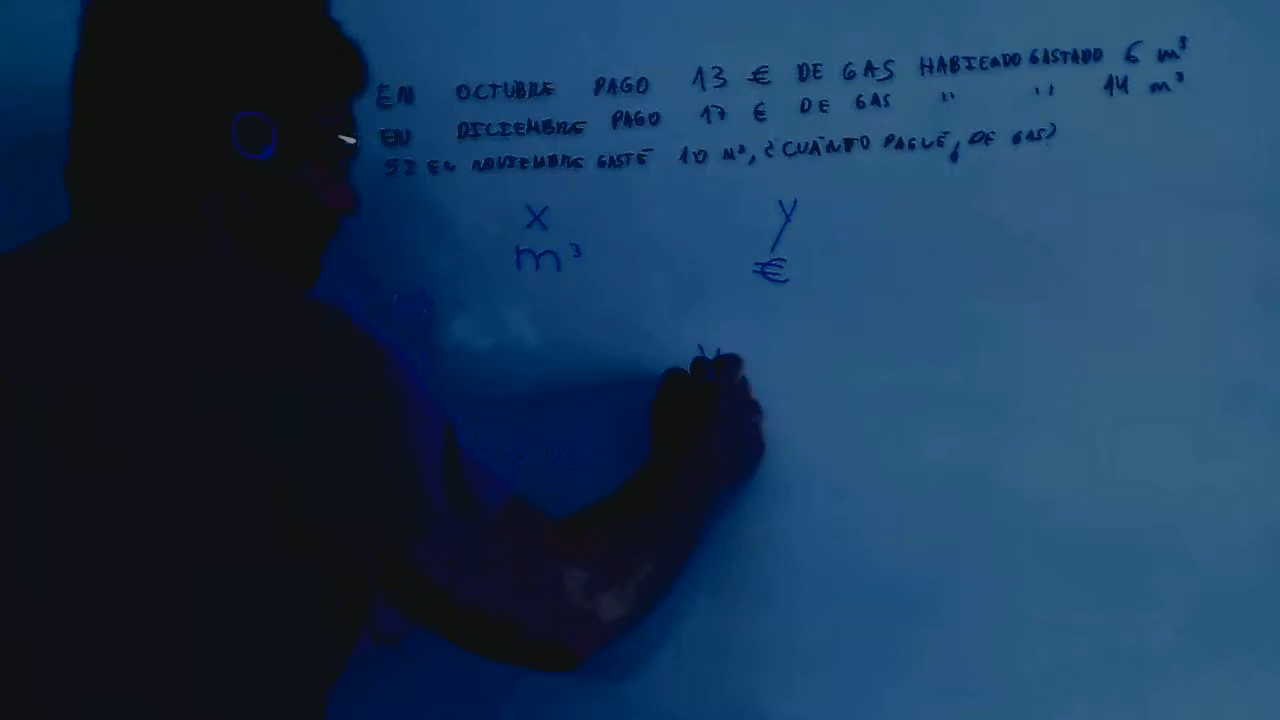 EN OCTUBRE PAGO 13 € DE GAS HABIENDO GASTADO 6 m³
EN DICIEMBRE PAGO 17 € DE GAS " " 14 m³
SI EN NOVIEMBRE GASTÉ 10 M³, ¿CUÁNTO PAGUÉ, DE GAS?
X y
m³ €